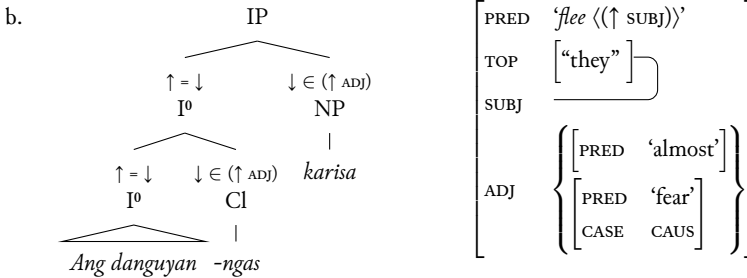 b.
IP
↑ = ↓ ↓ ∈ (↑ ADJ)
I⁰ NP
↑ = ↓ ↓ ∈ (↑ ADJ) karisa
I⁰ Cl
Ang danguyan -ngas
PRED ‘flee ⟨(↑ SUBJ)⟩’
TOP [“they” ]
SUBJ
ADJ
PRED ‘almost’
PRED ‘fear’
CASE CAUS